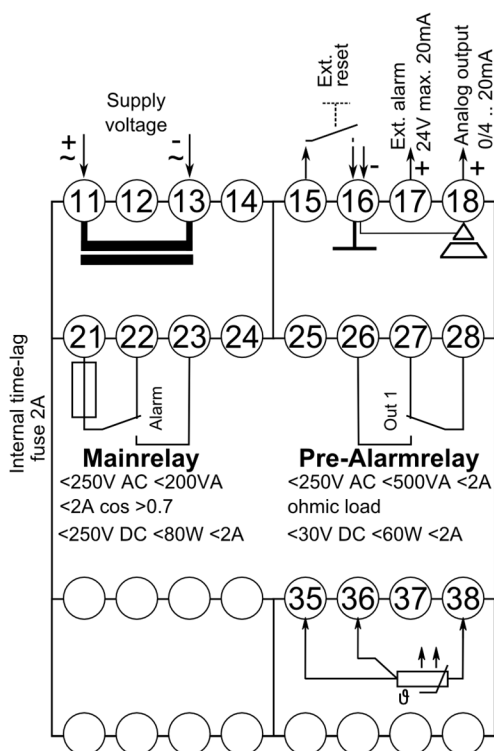 Supply
voltage
Ext.
reset
Ext. alarm
24V max. 20mA
Analog output
0/4 .. 20mA
+
~
-
~
-
+
+
11 12 13 14 15 16 17 18
21 22 23 24 25 26 27 28
Internal time-lag
fuse 2A
Alarm
Out 1
Mainrelay
<250V AC <200VA
<2A cos >0.7
<250V DC <80W <2A
Pre-Alarmrelay
<250V AC <500VA <2A
ohmic load
<30V DC <60W <2A
35 36 37 38
ϑ